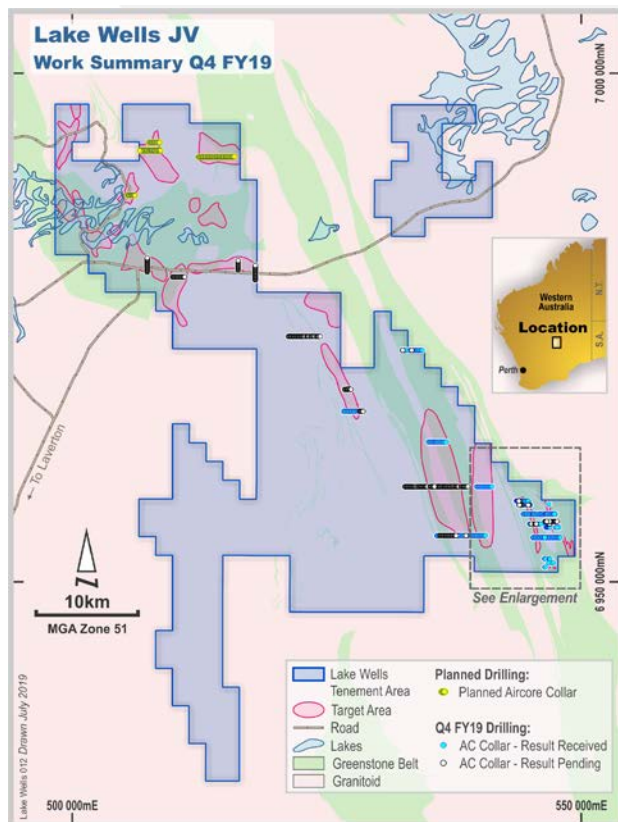 Lake Wells JV
Work Summary Q4 FY19
7 000 000mN
Western
Australia
N.T.
Location
S.A.
Perth
To Laverton
N
10km
MGA Zone 51
See Enlargement
6 950 000mN
Lake Wells
Tenement Area
Target Area
Road
Lakes
Greenstone Belt
Granitoid
Planned Drilling:
Planned Aircore Collar
Q4 FY19 Drilling:
AC Collar - Result Received
AC Collar - Result Pending
Lake Wells 012 Drawn July 2019
500 000mE
550 000mE